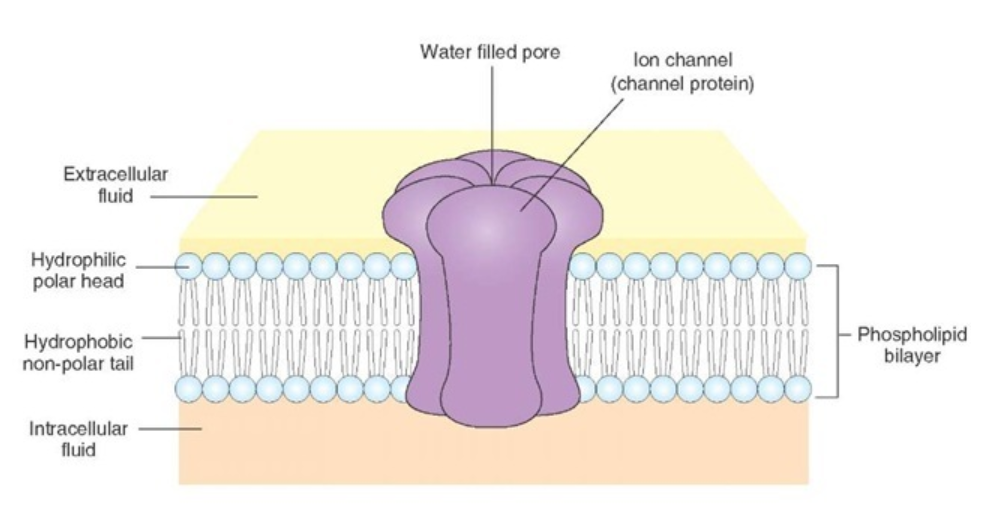 Water filled pore
Ion channel
(channel protein)
Extracellular
fluid
Hydrophilic
polar head
Hydrophobic
non-polar tail
Phospholipid
bilayer
Intracellular
fluid